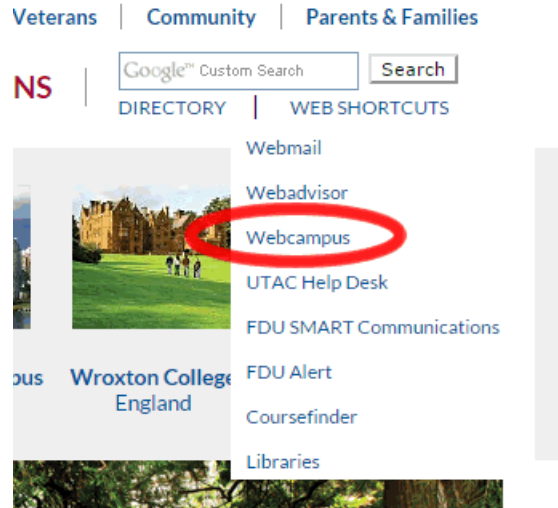 Veterans | Community | Parents & Families
Google™ Custom Search Search
NS
DIRECTORY | WEB SHORTCUTS
Webmail
Webadvisor
Webcampus
UTAC Help Desk
FDU SMART Communications
FDU Alert
Coursefinder
Libraries
pus
Wroxton College
England